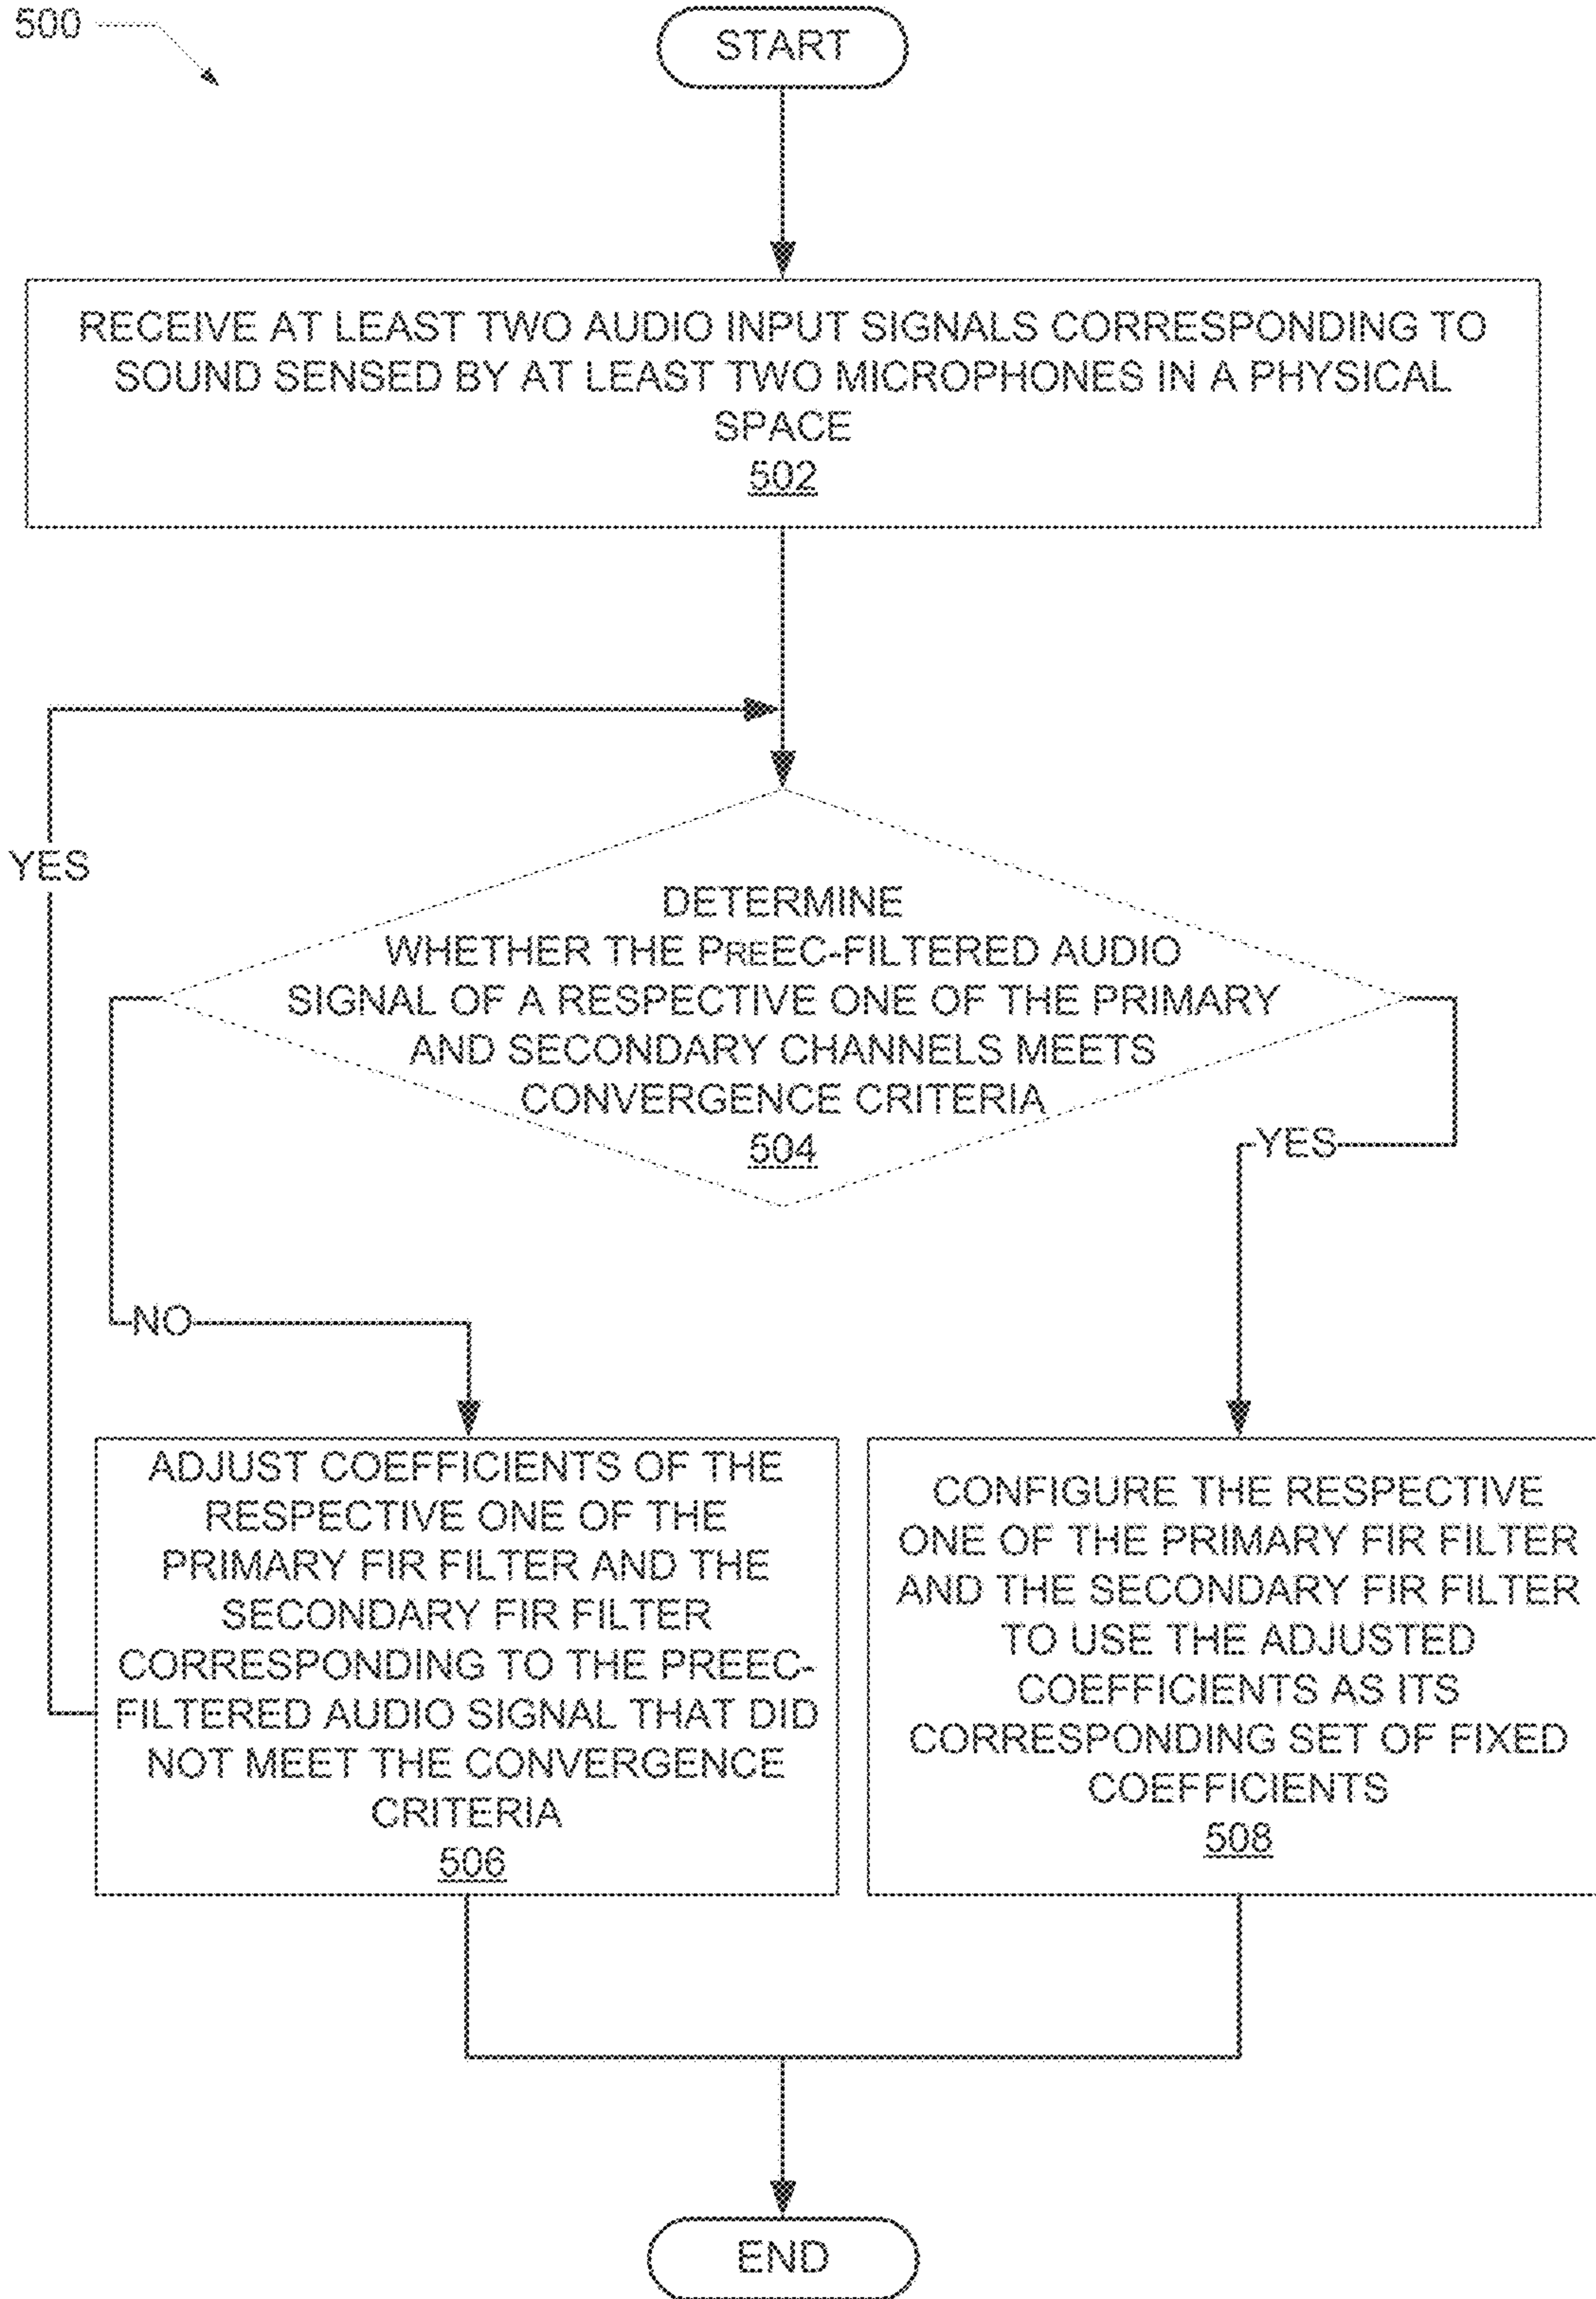 500
START
RECEIVE AT LEAST TWO AUDIO INPUT SIGNALS CORRESPONDING TO
SOUND SENSED BY AT LEAST TWO MICROPHONES IN A PHYSICAL
SPACE
502
YES
DETERMINE
WHETHER THE PREEC-FILTERED AUDIO
SIGNAL OF A RESPECTIVE ONE OF THE PRIMARY
AND SECONDARY CHANNELS MEETS
CONVERGENCE CRITERIA
504
YES
NO
ADJUST COEFFICIENTS OF THE
RESPECTIVE ONE OF THE
PRIMARY FIR FILTER AND THE
SECONDARY FIR FILTER
CORRESPONDING TO THE PREEC-
FILTERED AUDIO SIGNAL THAT DID
NOT MEET THE CONVERGENCE
CRITERIA
506
CONFIGURE THE RESPECTIVE
ONE OF THE PRIMARY FIR FILTER
AND THE SECONDARY FIR FILTER
TO USE THE ADJUSTED
COEFFICIENTS AS ITS
CORRESPONDING SET OF FIXED
COEFFICIENTS
508
END